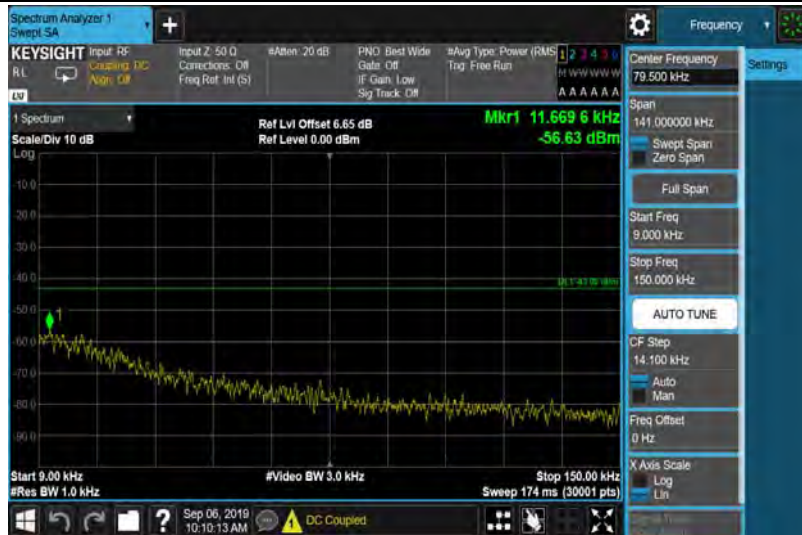 Spectrum Analyzer 1
Swept SA
+
Frequency
KEYSIGHT Input: RF
RL
Coupling: DC
Align: Off
LXI
Input Z: 50 Ω
Corrections: Off
Freq Ref: Int (S)
#Atten: 20 dB
PNO: Best Wide
Gate: Off
IF Gain: Low
Sig Track: Off
#Avg Type: Power (RMS
Trig: Free Run
1 2 3 4 5 6
M W W W W W
A A A A A A
Center Frequency
79.500 kHz
Settings
Span
141.000000 kHz
Swept Span
Zero Span
Full Span
Start Freq
9.000 kHz
Stop Freq
150.000 kHz
AUTO TUNE
CF Step
14.100 kHz
Auto
Man
Freq Offset
0 Hz
X Axis Scale
Log
Lin
1 Spectrum
Scale/Div 10 dB
Log
Ref Lvl Offset 6.65 dB
Ref Level 0.00 dBm
Mkr1 11.669 6 kHz
-56.63 dBm
-10.0
-20.0
-30.0
-40.0
-50.0
-60.0
-70.0
-80.0
-90.0
1
Start 9.00 kHz
#Res BW 1.0 kHz
#Video BW 3.0 kHz
Stop 150.00 kHz
Sweep 174 ms (30001 pts)
?
Sep 06, 2019
10:10:13 AM
DC Coupled